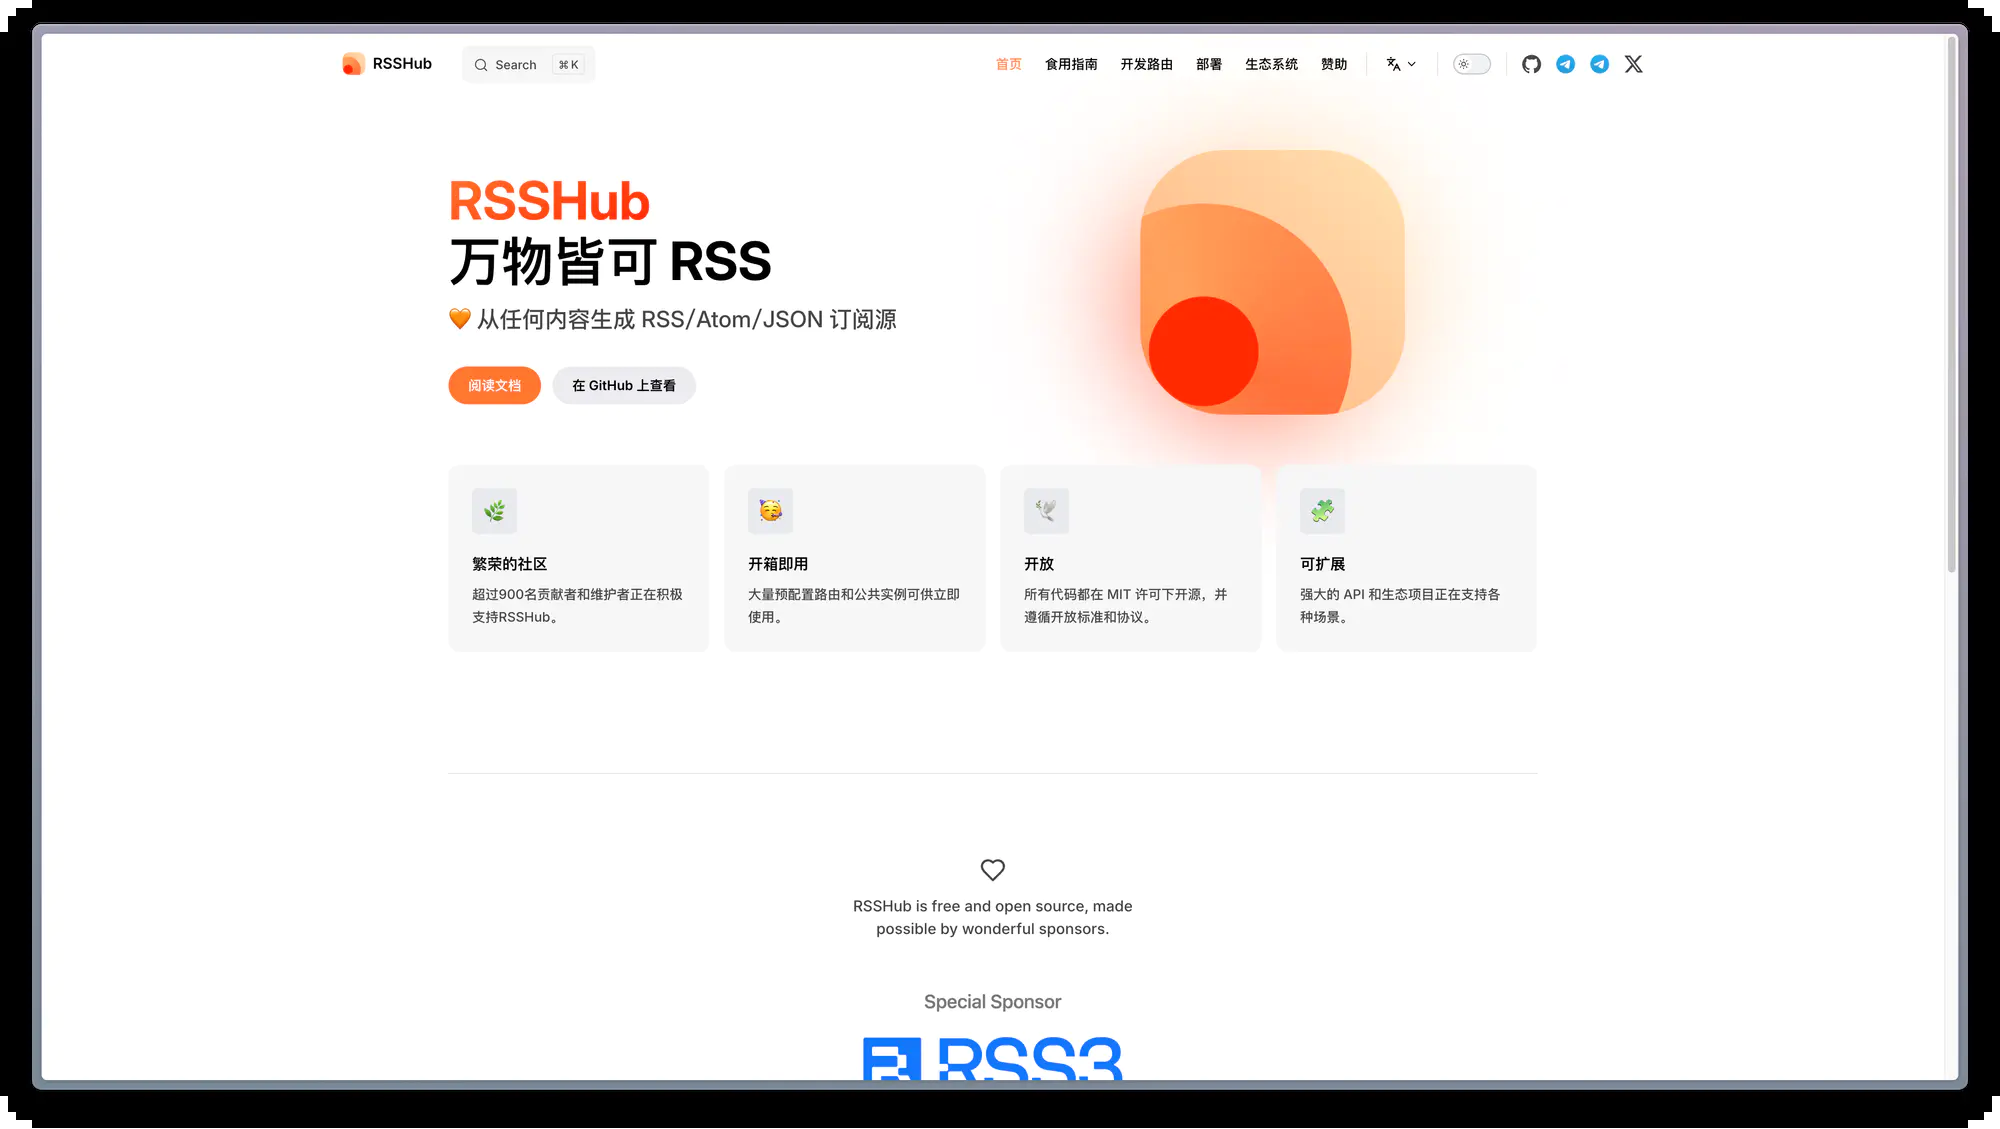 RSSHub
Search ⌘ K
首页 食用指南 开发路由 部署 生态系统 赞助
RSSHub
万物皆可 RSS
🧡 从任何内容生成 RSS/Atom/JSON 订阅源
阅读文档 在 GitHub 上查看
繁荣的社区
超过900名贡献者和维护者正在积极
支持RSSHub。
开箱即用
大量预配置路由和公共实例可供立即
使用。
开放
所有代码都在 MIT 许可下开源，并
遵循开放标准和协议。
可扩展
强大的 API 和生态项目正在支持各
种场景。
RSSHub is free and open source, made
possible by wonderful sponsors.
Special Sponsor
RSS3